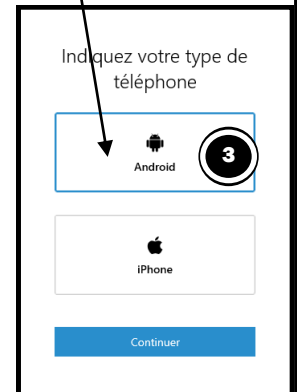 Indiquez votre type de
téléphone
Android
3
iPhone
Continuer